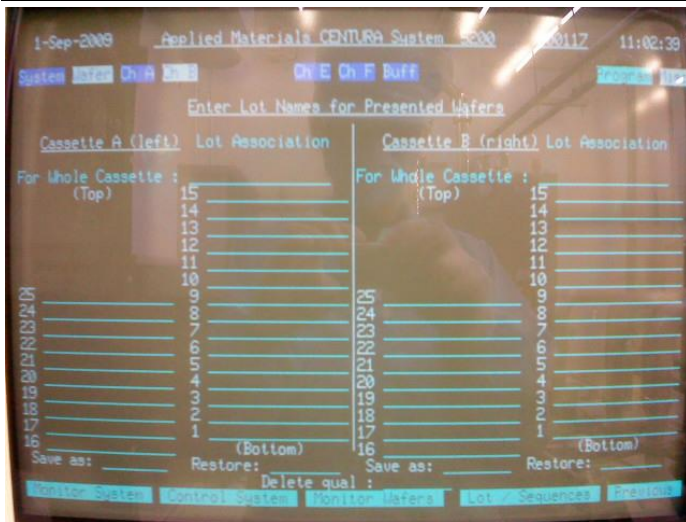 1-Sep-2009 Applied Materials CENTURA System 5200 11:02:39
System Wafer Ch A Ch B Ch E Ch F Buff Program
Enter Lot Names for Presented Wafers
Cassette A (left) Lot Association Cassette B (right) Lot Association
For Whole Cassette : For Whole Cassette :
(Top) 15 (Top) 15
14 14
13 13
12 12
11 11
10 10
25 9 25 9
24 8 24 8
23 7 23 7
22 6 22 6
21 5 21 5
20 4 20 4
19 3 19 3
18 2 18 2
17 1 17 1
16 (Bottom) 16 (Bottom)
Save as: Restore: Save as: Restore:
Delete qual :
Monitor System Control System Monitor Wafers Lot / Sequences Previous